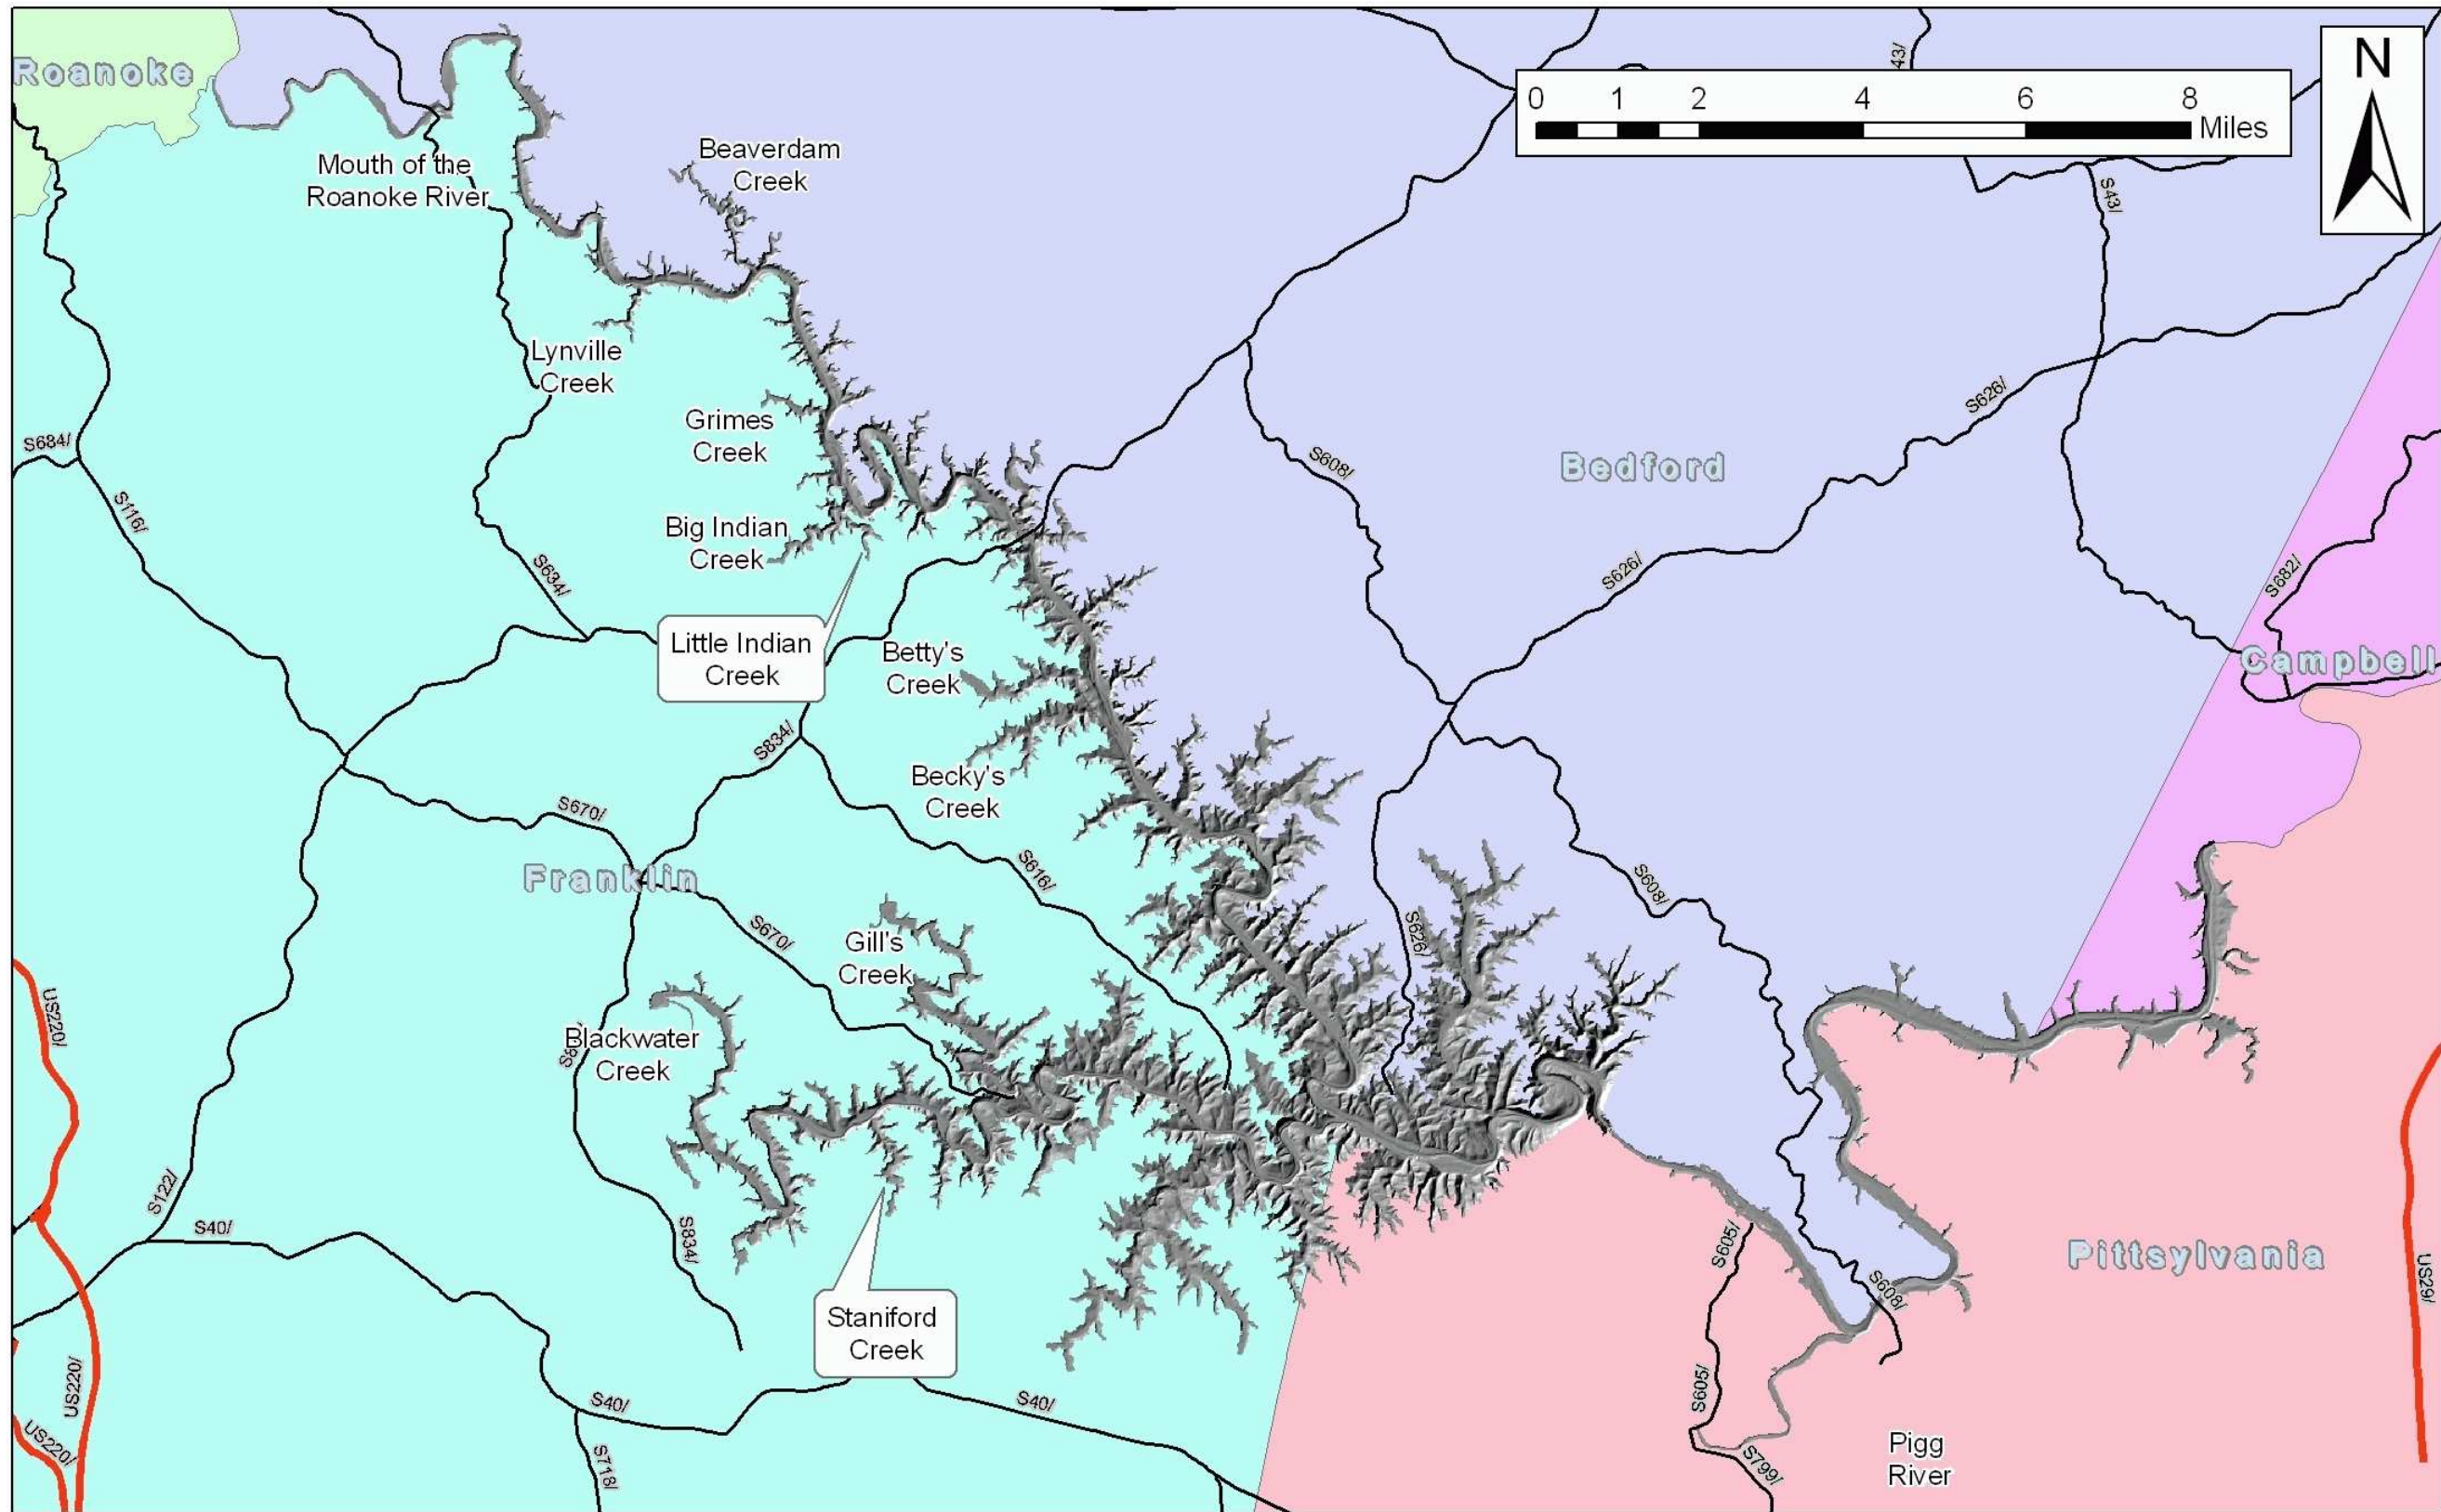 Roanoke
N
0 1 2 4 6 8
Miles
43/
Mouth of the
Roanoke River
Beaverdam
Creek
S43/
Lynville
Creek
S626/
Grimes
Creek
S684/
S608/
Bedford
S116/
Big Indian
Creek
S634/
S626/
S682/
Little Indian
Creek
Betty's
Creek
Campbell
S834/
Becky's
Creek
S670/
Franklin
S616/
S608/
S670/
Gill's
Creek
S626/
US220/
Blackwater
Creek
S8
US29/
S122/
S40/
S834/
S605/
Pittsylvania
S608/
Staniford
Creek
US220/
S40/
S40/
S605/
US220/
S718/
S799/
Pigg
River